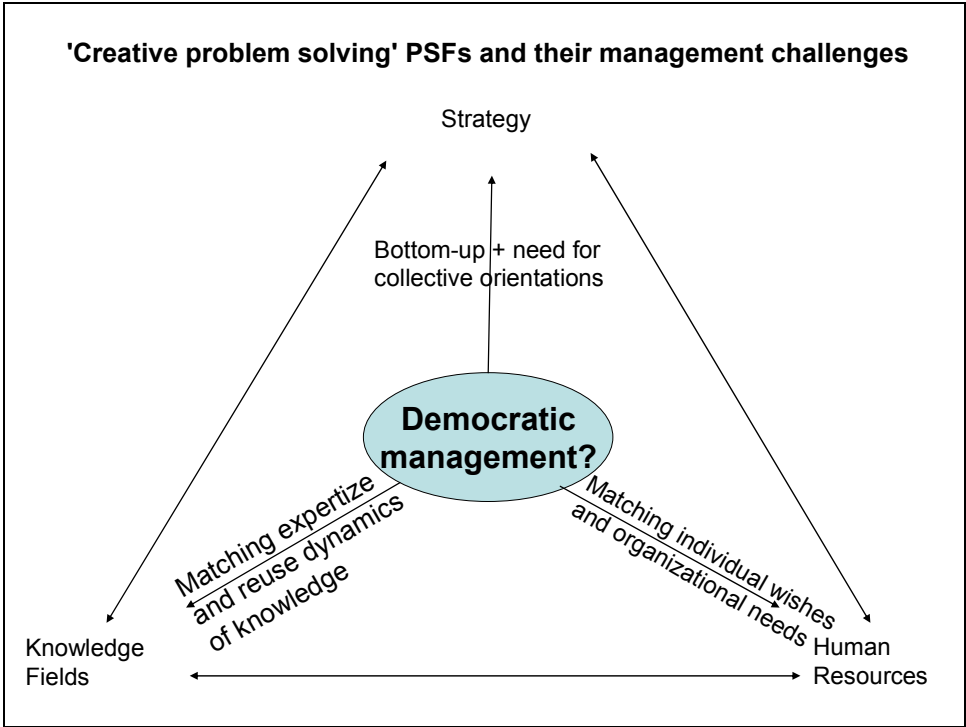 'Creative problem solving' PSFs and their management challenges
Strategy
Bottom-up + need for
collective orientations
Democratic
management?
Matching expertize
and reuse dynamics
of knowledge
Matching individual wishes
and organizational needs
Knowledge
Fields
Human
Resources